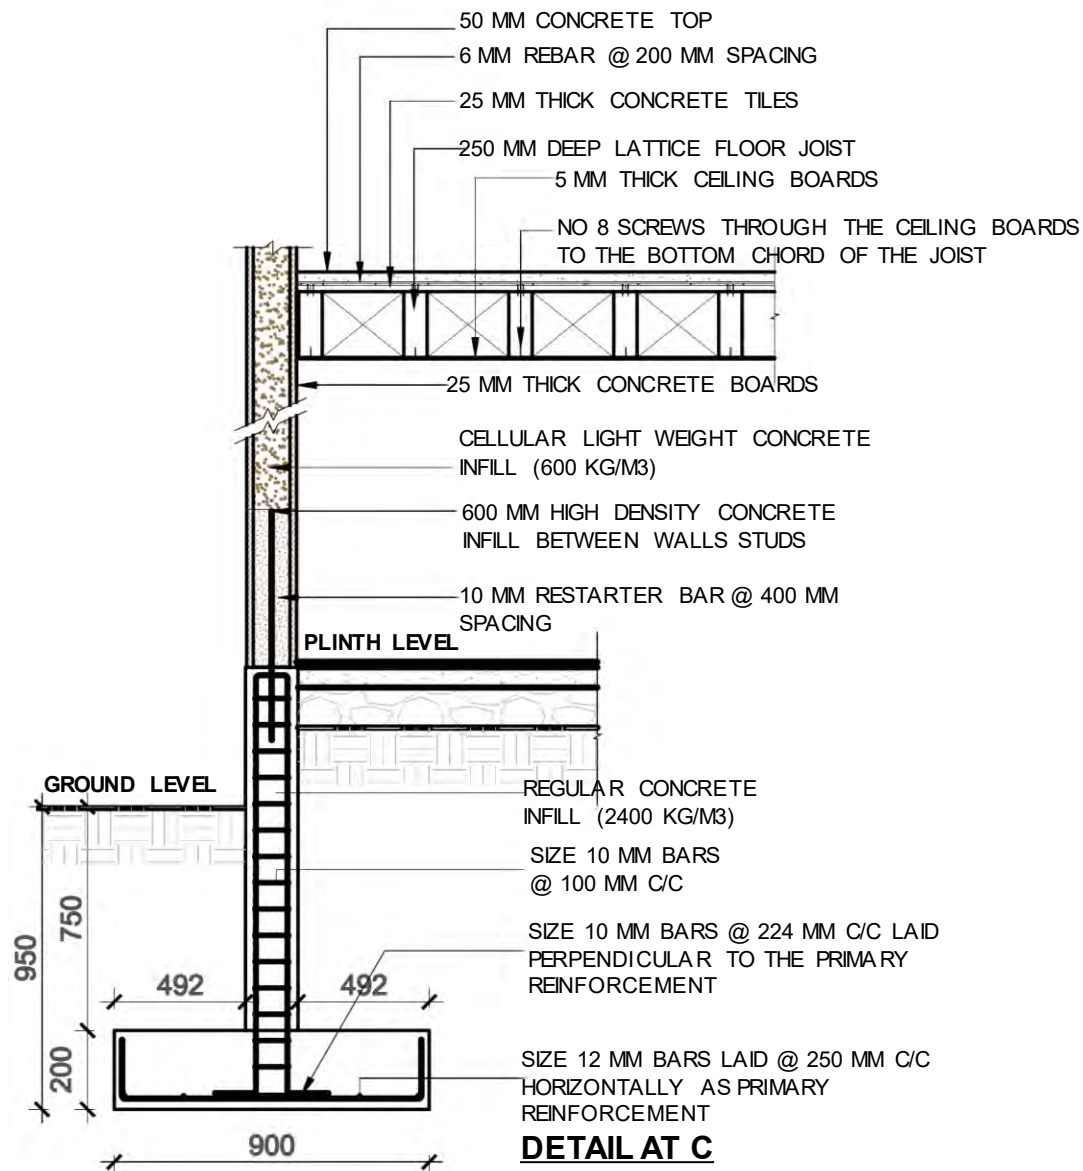 50 MM CONCRETE TOP
6 MM REBAR @ 200 MM SPACING
25 MM THICK CONCRETE TILES
250 MM DEEP LATTICE FLOOR JOIST
5 MM THICK CEILING BOARDS
NO 8 SCREWS THROUGH THE CEILING BOARDS
TO THE BOTTOM CHORD OF THE JOIST
25 MM THICK CONCRETE BOARDS
CELLULAR LIGHT WEIGHT CONCRETE
INFILL (600 KG/M3)
600 MM HIGH DENSITY CONCRETE
INFILL BETWEEN WALLS STUDS
10 MM RESTARTER BAR @ 400 MM
SPACING
PLINTH LEVEL
GROUND LEVEL
REGULAR CONCRETE
INFILL (2400 KG/M3)
SIZE 10 MM BARS
@ 100 MM C/C
SIZE 10 MM BARS @ 224 MM C/C LAID
PERPENDICULAR TO THE PRIMARY
REINFORCEMENT
950
750
492
492
200
SIZE 12 MM BARS LAID @ 250 MM C/C
HORIZONTALLY AS PRIMARY
REINFORCEMENT
900
DETAIL AT C